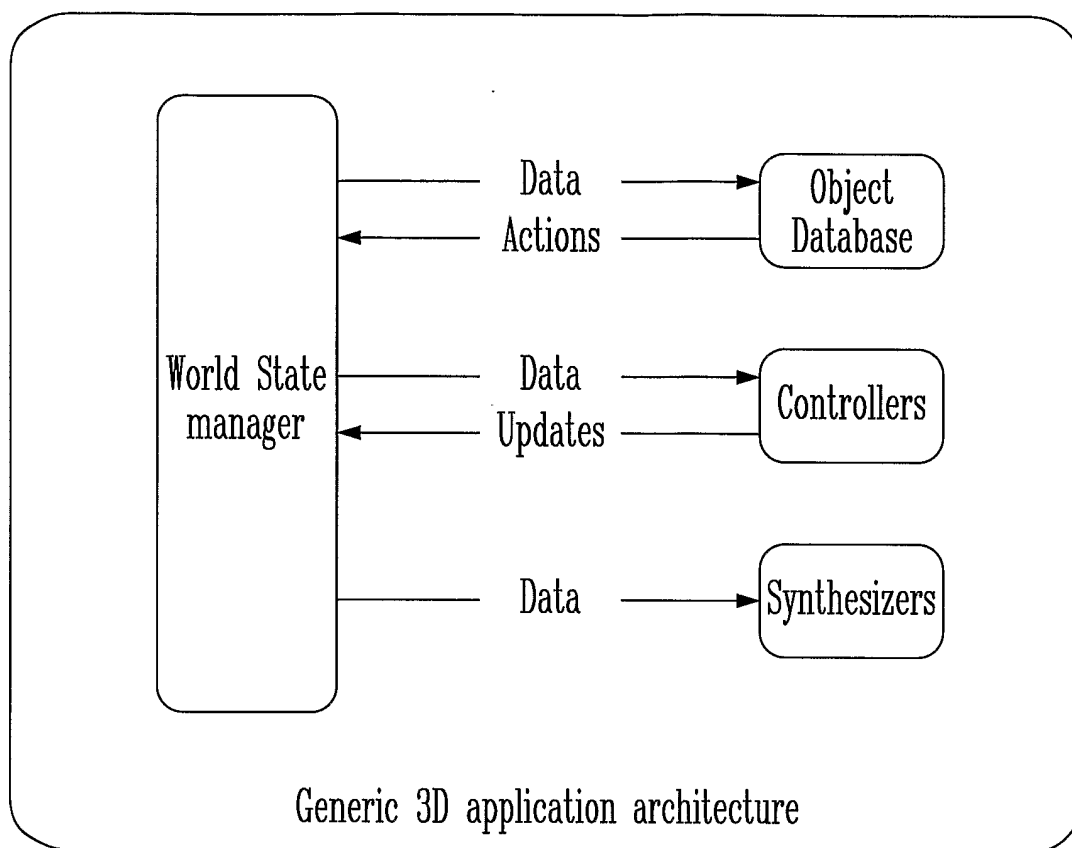 Data
Actions
Object
Database
World State
manager
Data
Updates
Controllers
Data
Synthesizers
Generic 3D application architecture